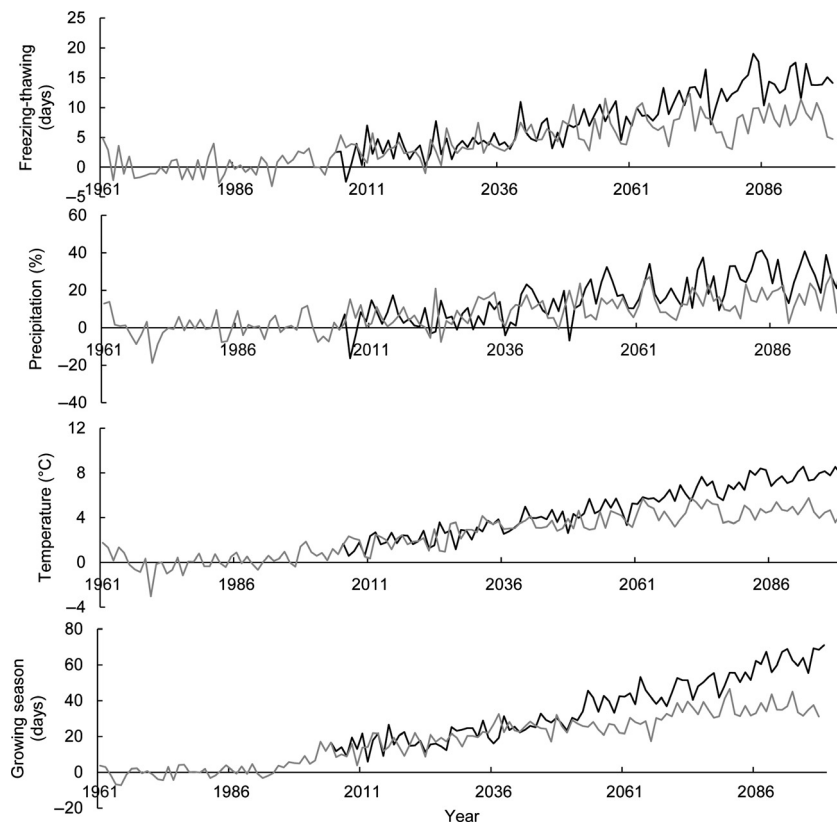 25
20
15
10
5
0
–5
Freezing-thawing
(days)
1961 1986 2011 2036 2061 2086
60
40
20
0
–20
–40
Precipitation (%)
1961 1986 2011 2036 2061 2086
12
8
4
0
–4
Temperature (°C)
1961 1986 2011 2036 2061 2086
80
60
40
20
0
–20
Growing season
(days)
1961 1986 2011 2036 2061 2086
Year